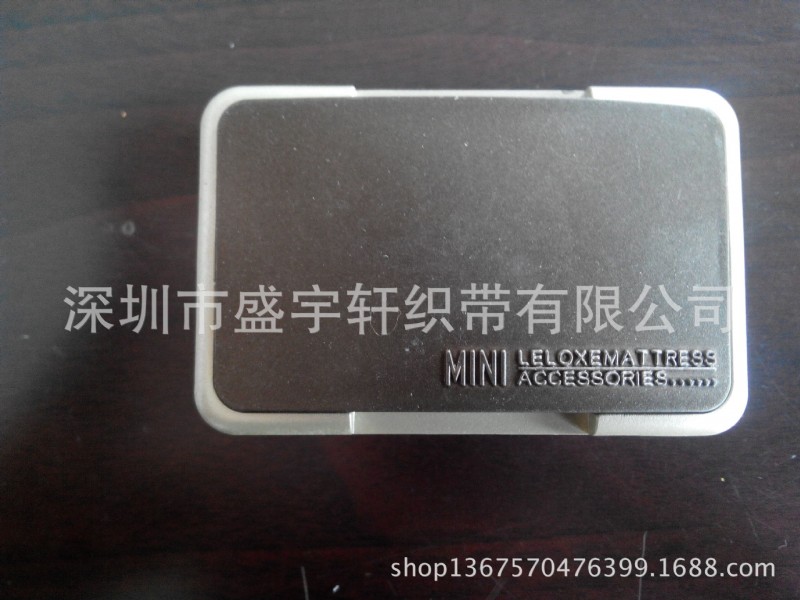 深圳市盛宇轩织带有限公司
MINI LELOXEMATTRESS
ACCESSORIES......
shop1367570476399.1688.com